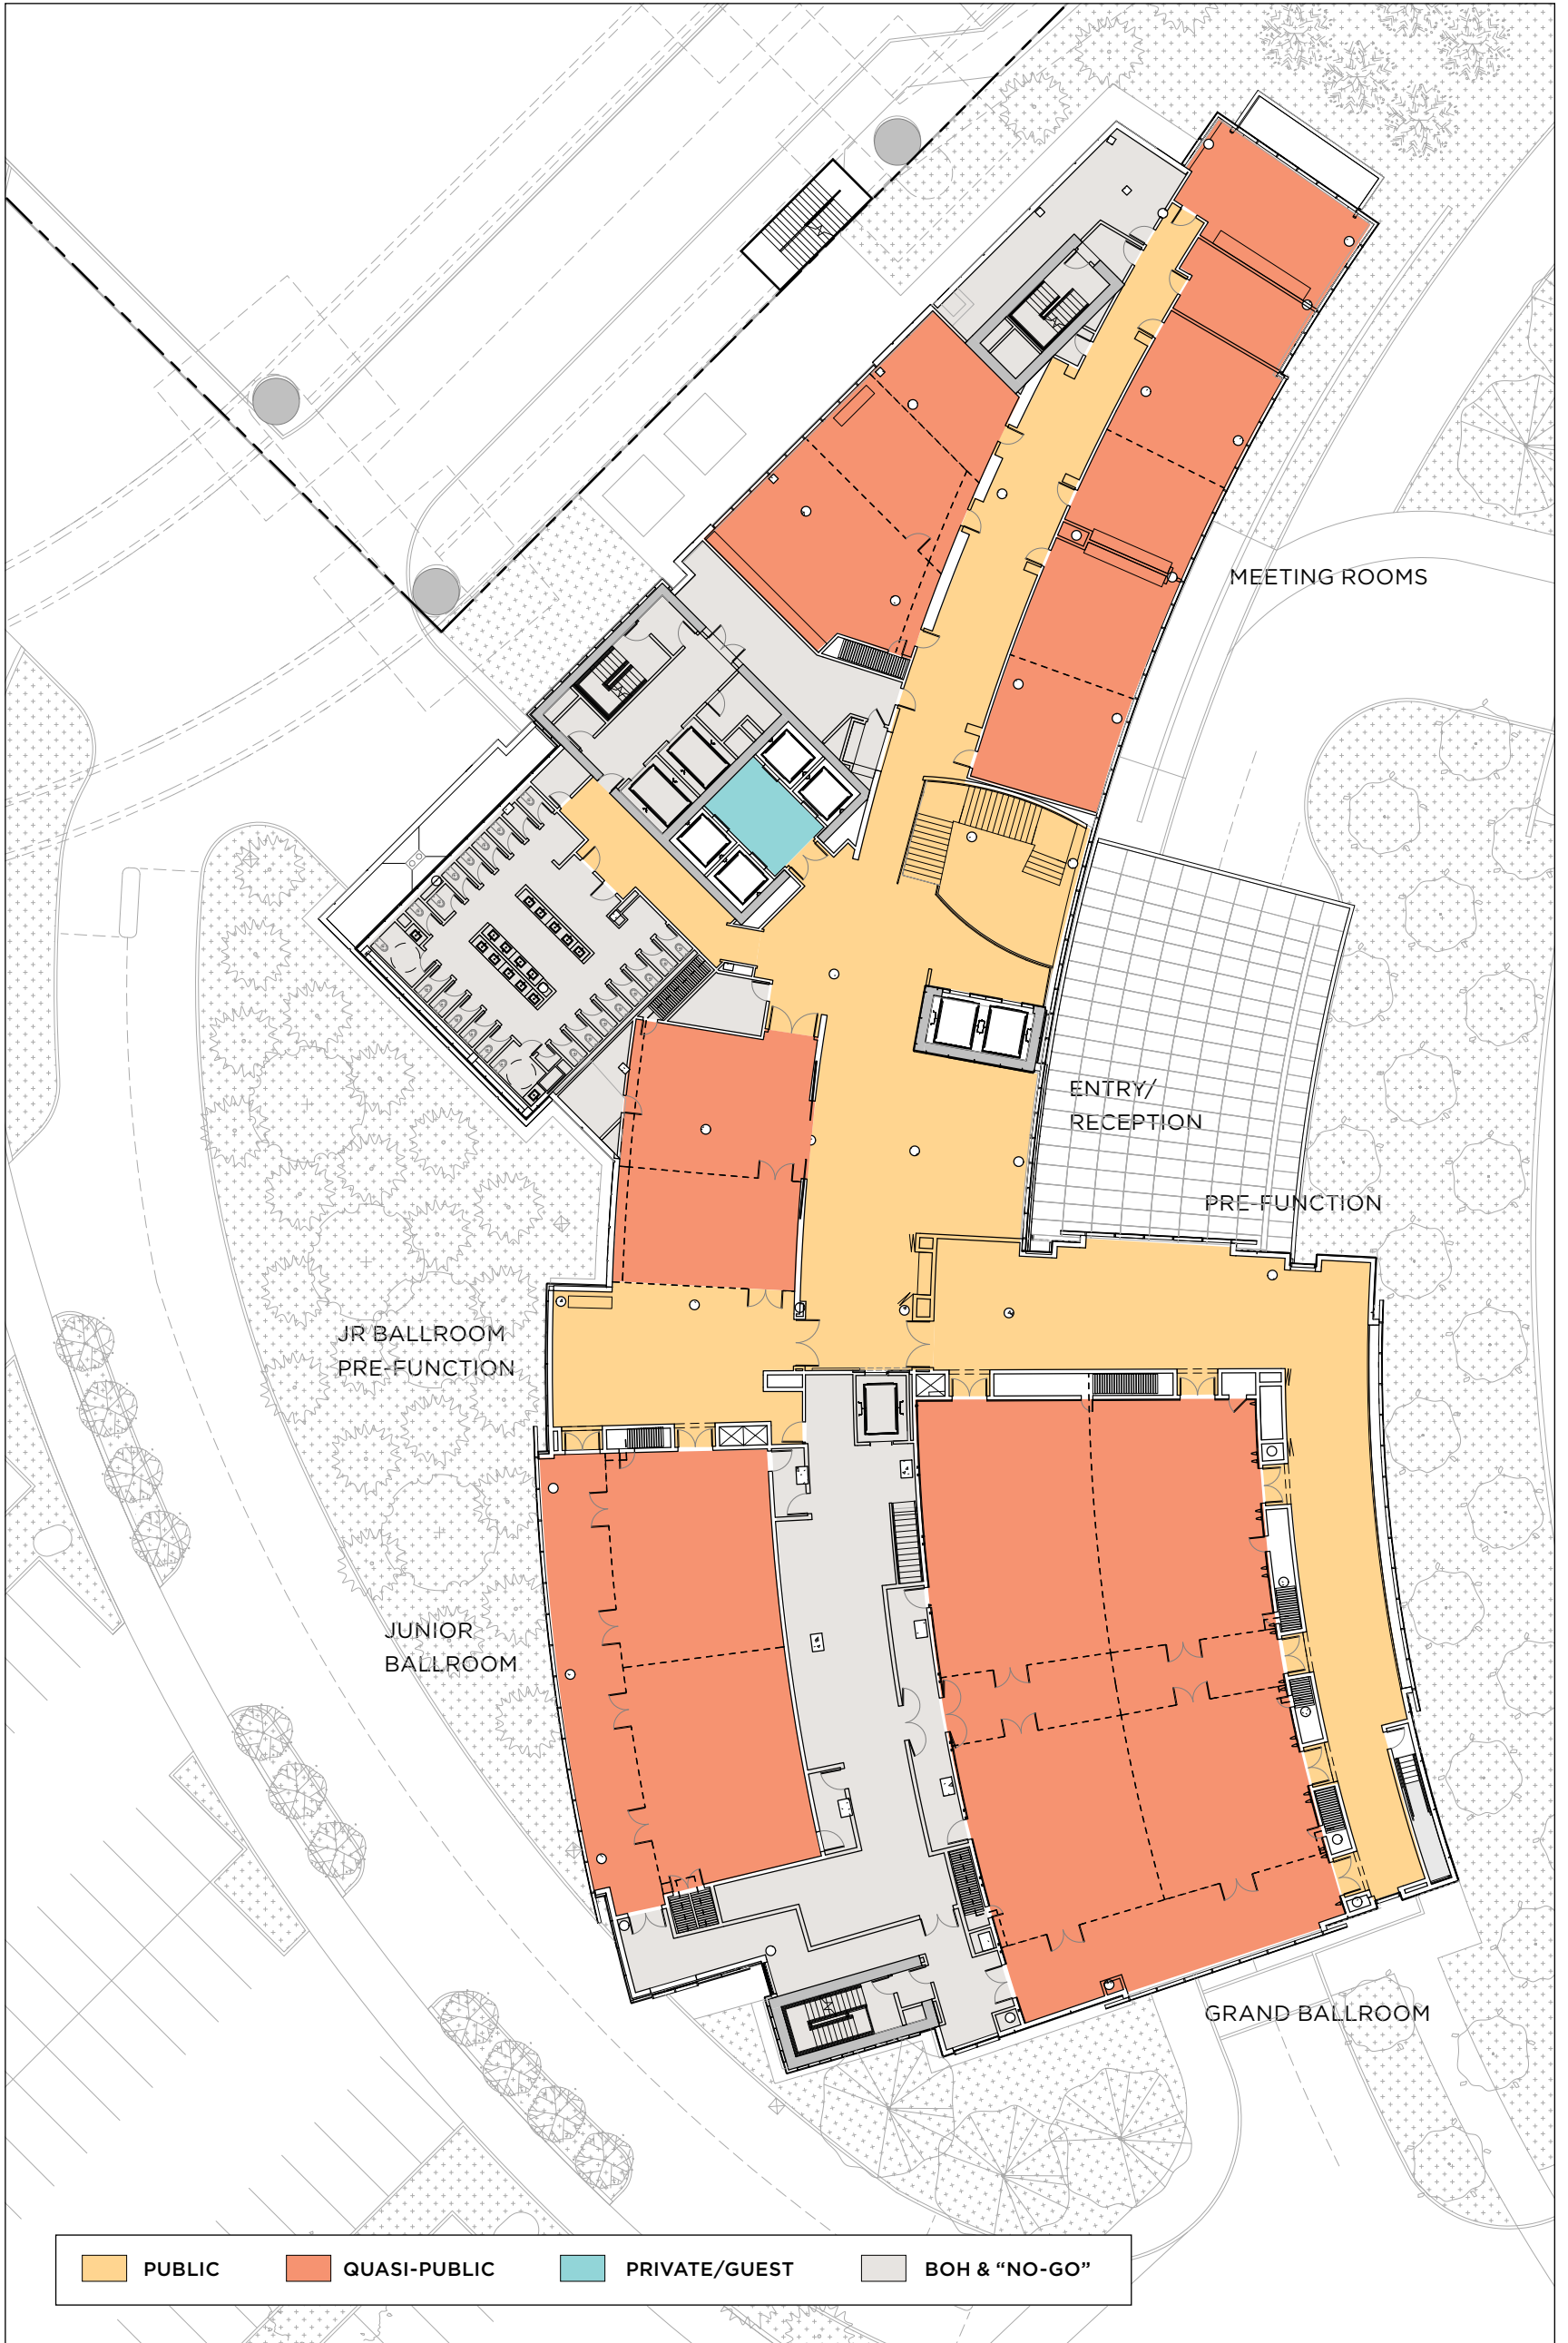 MEETING ROOMS
ENTRY/
RECEPTION
PRE-FUNCTION
JR BALLROOM
PRE-FUNCTION
JUNIOR
BALLROOM
GRAND BALLROOM
PUBLIC
QUASI-PUBLIC
PRIVATE/GUEST
BOH & “NO-GO”